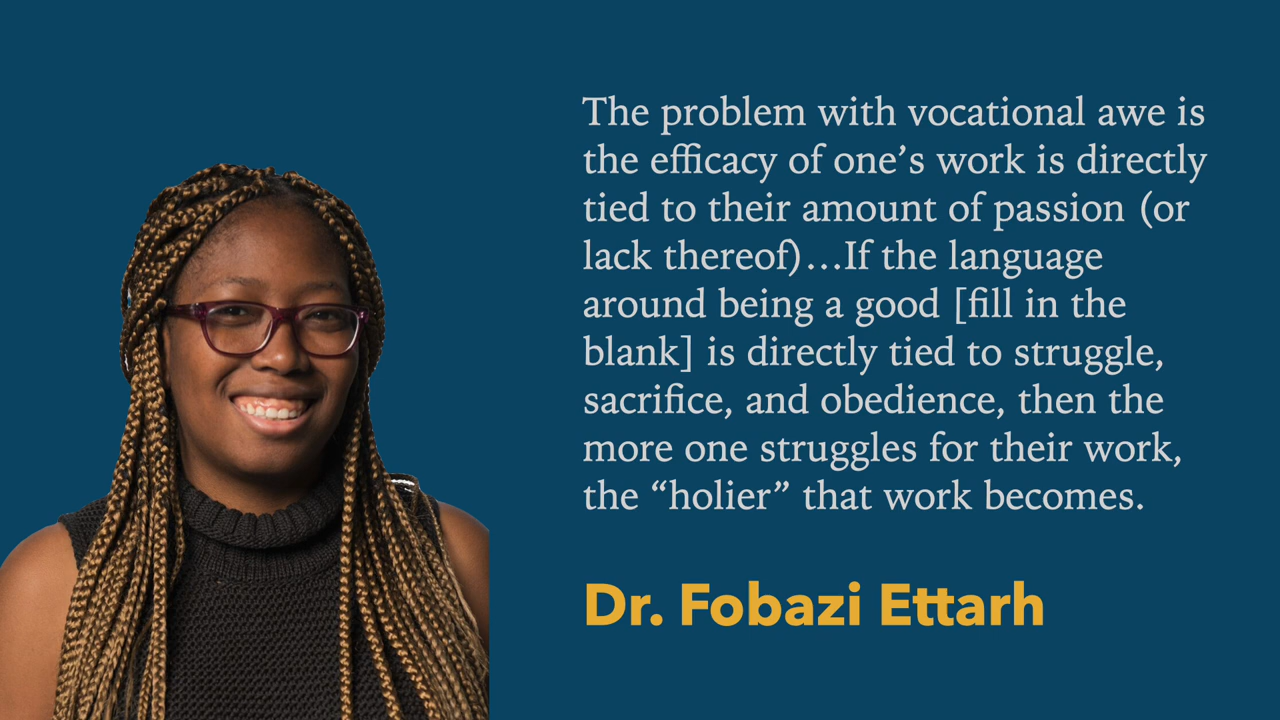 The problem with vocational awe is
the efficacy of one’s work is directly
tied to their amount of passion (or
lack thereof)…If the language
around being a good [fill in the
blank] is directly tied to struggle,
sacrifice, and obedience, then the
more one struggles for their work,
the “holier” that work becomes.
Dr. Fobazi Ettarh